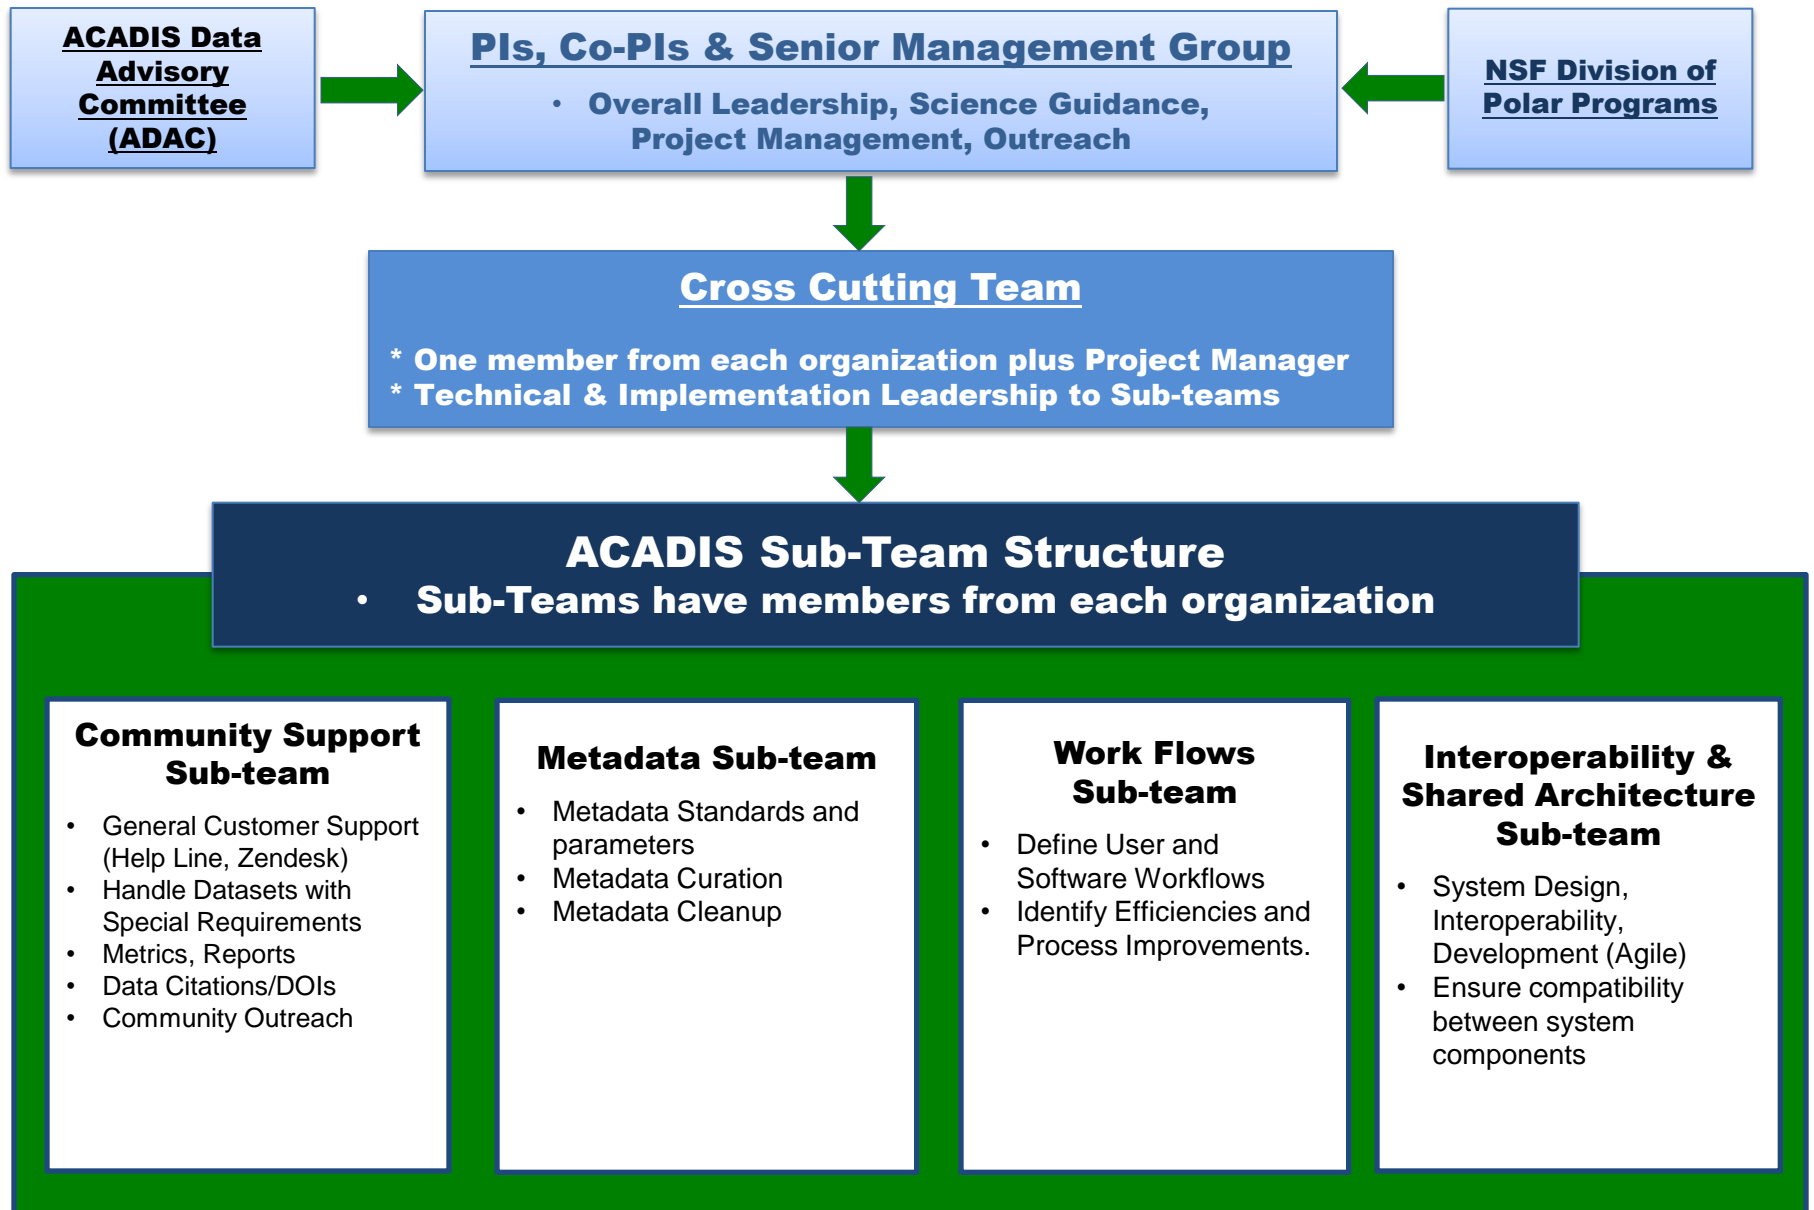 ACADIS Data
Advisory
Committee
(ADAC)
PIs, Co-PIs & Senior Management Group
• Overall Leadership, Science Guidance,
Project Management, Outreach
NSF Division of
Polar Programs
Cross Cutting Team
* One member from each organization plus Project Manager
* Technical & Implementation Leadership to Sub-teams
ACADIS Sub-Team Structure
• Sub-Teams have members from each organization
Community Support
Sub-team
• General Customer Support
(Help Line, Zendesk)
• Handle Datasets with
Special Requirements
• Metrics, Reports
• Data Citations/DOIs
• Community Outreach
Metadata Sub-team
• Metadata Standards and
parameters
• Metadata Curation
• Metadata Cleanup
Work Flows
Sub-team
• Define User and
Software Workflows
• Identify Efficiencies and
Process Improvements.
Interoperability &
Shared Architecture
Sub-team
• System Design,
Interoperability,
Development (Agile)
• Ensure compatibility
between system
components